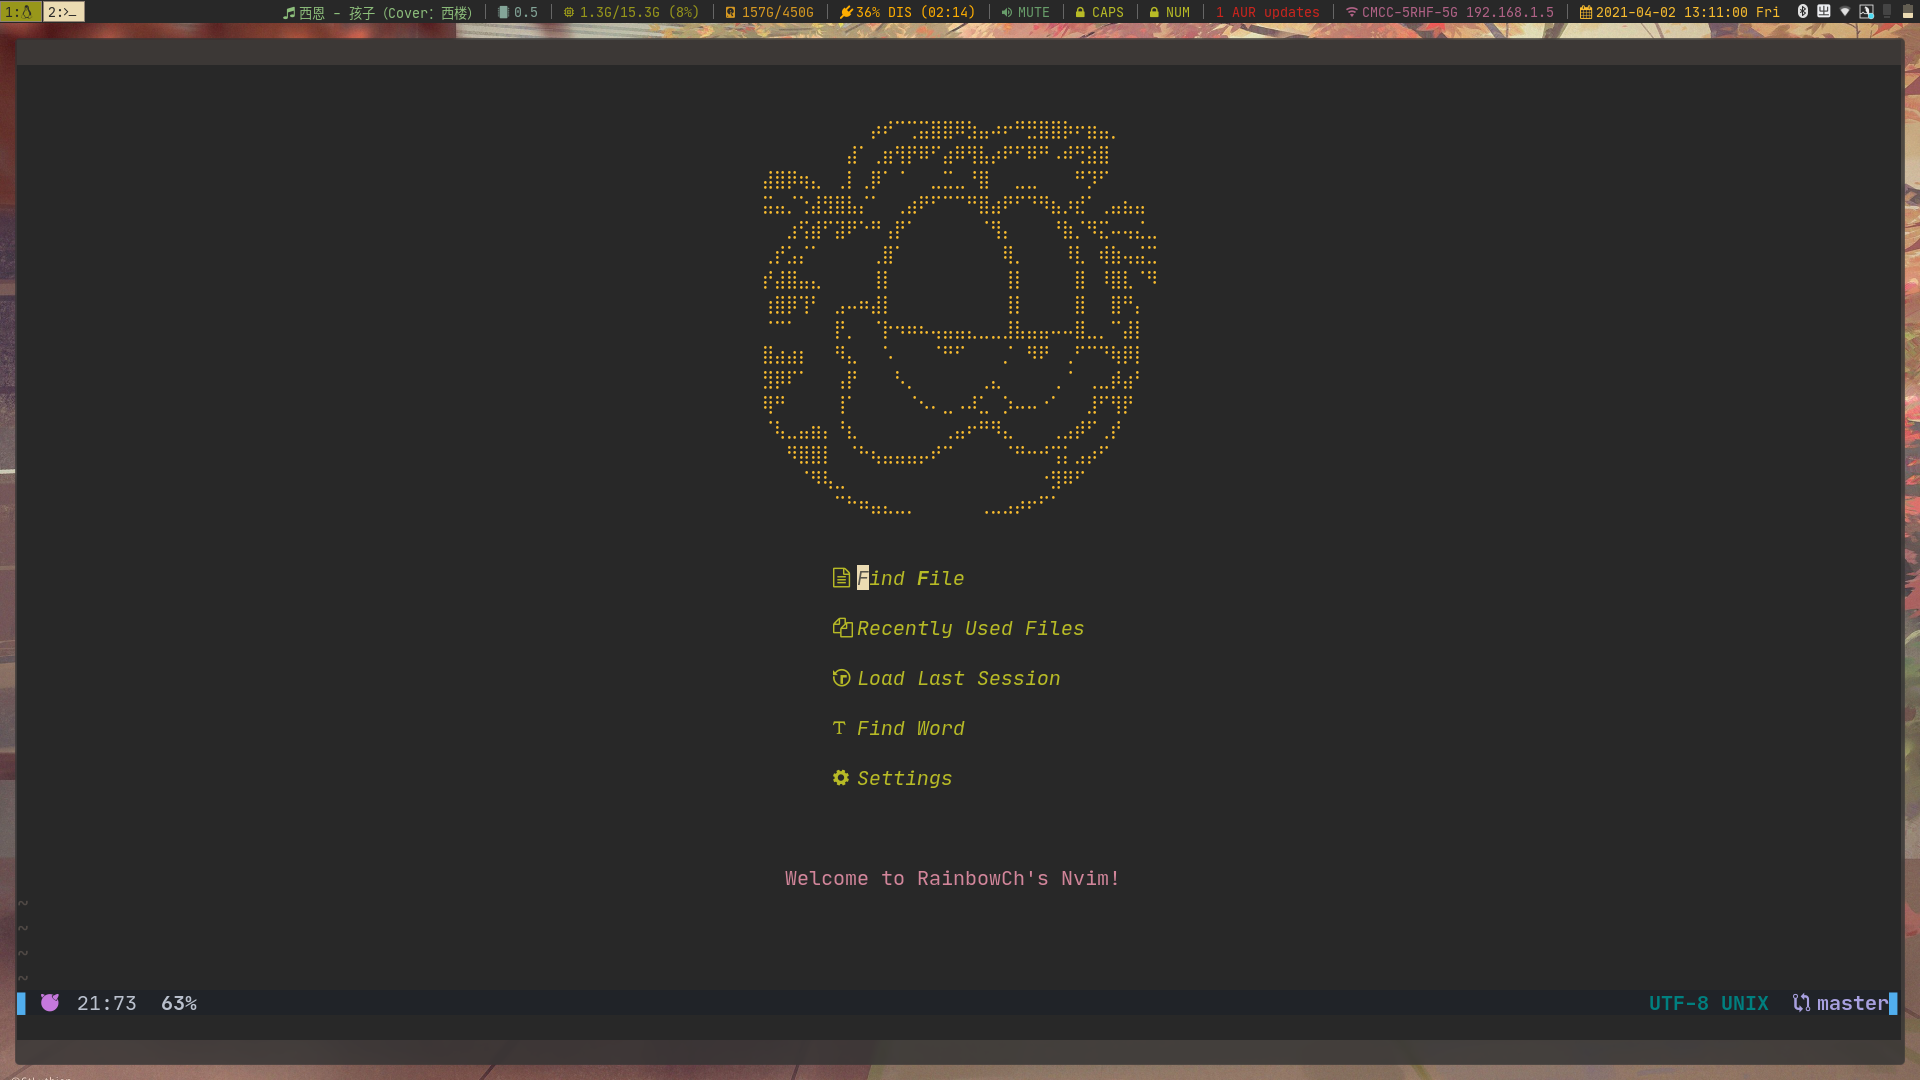 1: 2:>_ 西恩 - 孩子 (Cover: 西楼) 0.5 1.3G/15.3G (8%) 157G/450G 36% DIS (02:14) MUTE CAPS NUM 1 AUR updates CMCC-5RHF-5G 192.168.1.5 2021-04-02 13:11:00 Fri
Find File
Recently Used Files
Load Last Session
Find Word
Settings
Welcome to RainbowCh's Nvim!
~
~
~
~
21:73 63% UTF-8 UNIX master